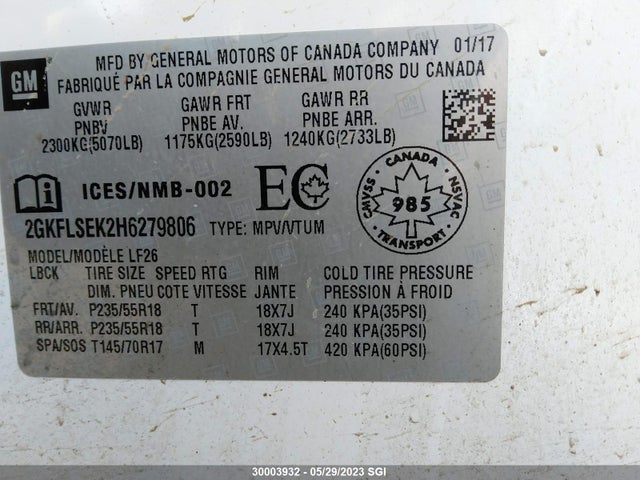 GM
MFD BY GENERAL MOTORS OF CANADA COMPANY 01/17
FABRIQUÉ PAR LA COMPAGNIE GENERAL MOTORS DU CANADA
GVWR GAWR FRT GAWR RR
PNBV PNBE AV. PNBE ARR.
2300KG(5070LB) 1175KG(2590LB) 1240KG(2733LB)
ICES/NMB-002 EC
CANADA
CMVSS NSVAC
985
TRANSPORT
2GKFLSEK2H6279806 TYPE: MPV/VTUM
MODEL/MODÈLE LF26
LBCK TIRE SIZE SPEED RTG RIM COLD TIRE PRESSURE
DIM. PNEU COTE VITESSE JANTE PRESSION À FROID
FRT/AV. P235/55R18 T 18X7J 240 KPA(35PSI)
RR/ARR. P235/55R18 T 18X7J 240 KPA(35PSI)
SPA/SOS T145/70R17 M 17X4.5T 420 KPA(60PSI)
30003932 - 05/29/2023 SGI